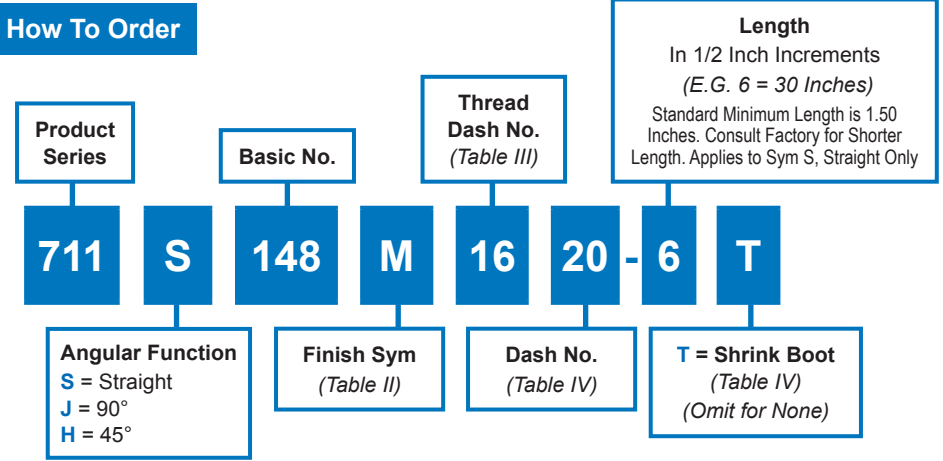 How To Order
Length
In 1/2 Inch Increments
(E.G. 6 = 30 Inches)
Standard Minimum Length is 1.50
Inches. Consult Factory for Shorter
Length. Applies to Sym S, Straight Only
Product
Series
Basic No.
Thread
Dash No.
(Table III)
711 S 148 M 16 20 - 6 T
Angular Function
S = Straight
J = 90°
H = 45°
Finish Sym
(Table II)
Dash No.
(Table IV)
T = Shrink Boot
(Table IV)
(Omit for None)